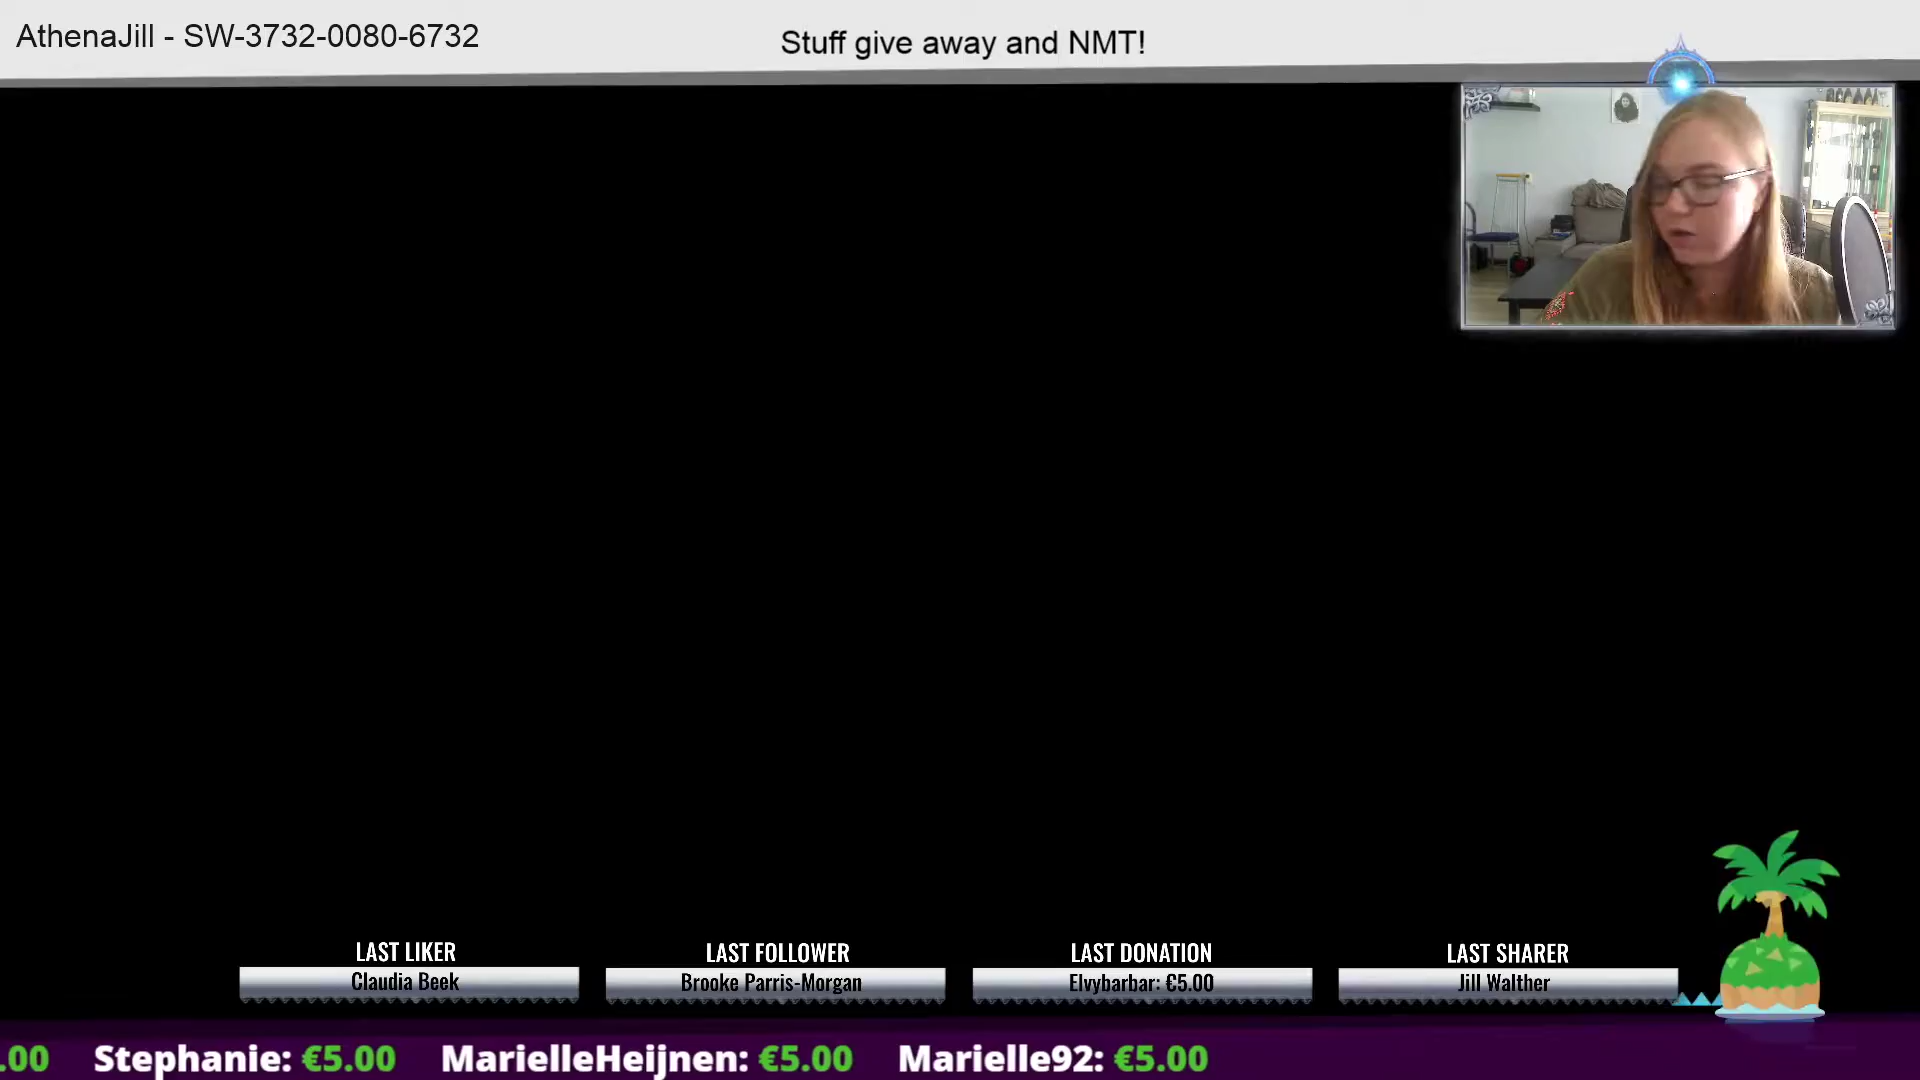 AthenaJill - SW-3732-0080-6732
Stuff give away and NMT!
LAST LIKER
Claudia Beek
LAST FOLLOWER
Brooke Parris-Morgan
LAST DONATION
Elvybarbar: €5.00
LAST SHARER
Jill Walther
.00 Stephanie: €5.00 MarielleHeijnen: €5.00 Marielle92: €5.00